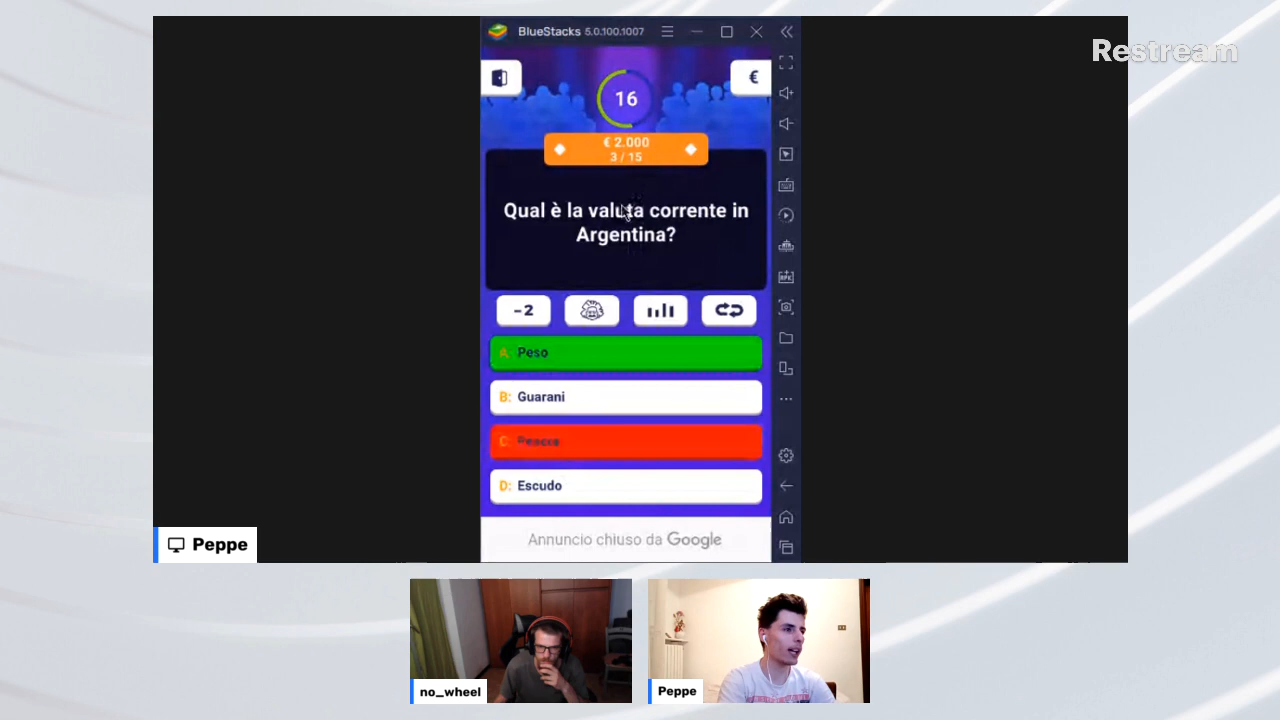 BlueStacks 5.0.100.1007
Restream
€
16
€ 2.000
3 / 15
Qual è la valuta corrente in
Argentina?
-2
A: Peso
B: Guarani
C:
D: Escudo
Annuncio chiuso da Google
Peppe
no_wheel
Peppe